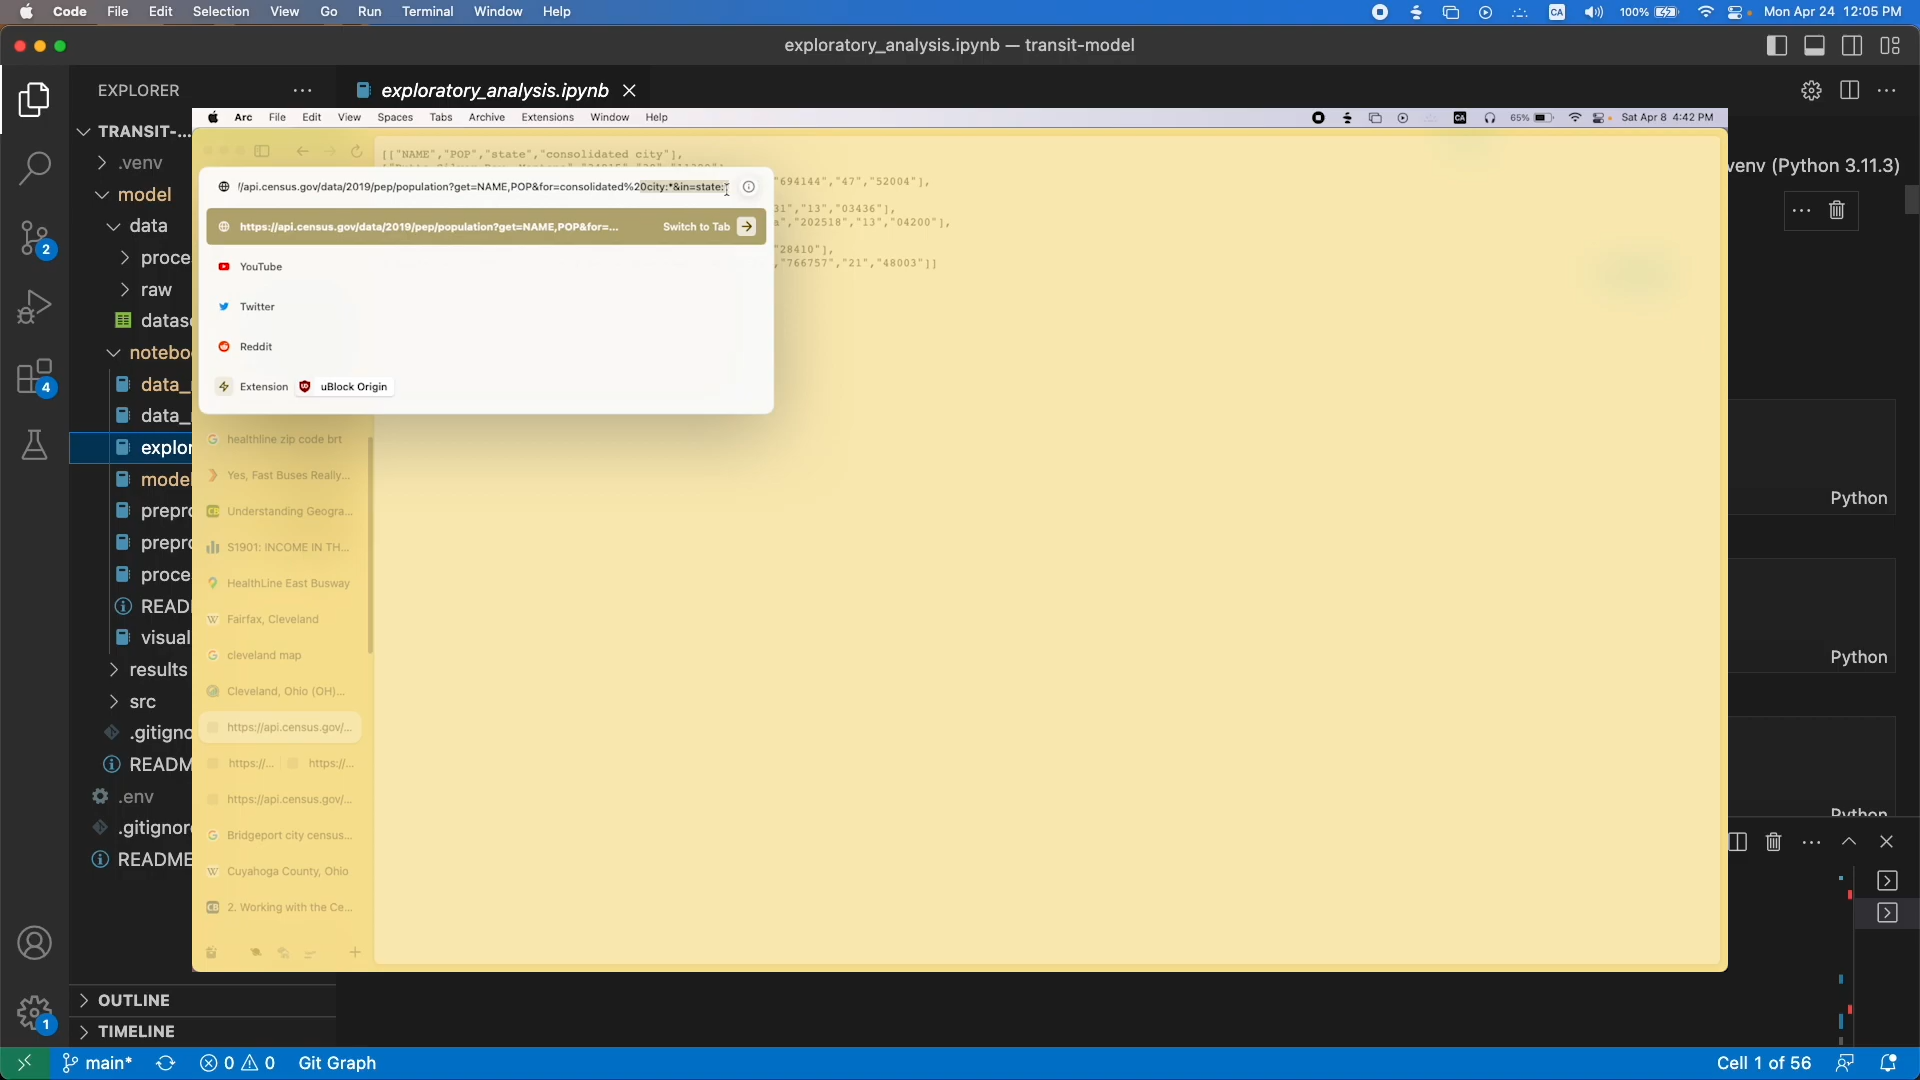 Code File Edit Selection View Go Run Terminal Window Help
CA 100% Mon Apr 24 12:05 PM
exploratory_analysis.ipynb — transit-model
EXPLORER
exploratory_analysis.ipynb
TRANSIT-...
.venv
model
data
proce
raw
datas
notebo
data_
data_
explor
model
prepro
prepro
proce
READ
visual
results
src
.gitigno
READM
.env
.gitignor
README
OUTLINE
TIMELINE
2
4
1
Arc File Edit View Spaces Tabs Archive Extensions Window Help
CA 65% Sat Apr 8 4:42 PM
[["NAME","POP","state","consolidated city"],
"694144","47","52004"],
31","13","03436"],
a","202518","13","04200"],
"28410"],
,"766757","21","48003"]]
//api.census.gov/data/2019/pep/population?get=NAME,POP&for=consolidated%20city:*&in=state:*
https://api.census.gov/data/2019/pep/population?get=NAME,POP&for=... Switch to Tab
YouTube
Twitter
Reddit
Extension uBlock Origin
healthline zip code brt
Yes, Fast Buses Really...
Understanding Geogra...
S1901: INCOME IN TH...
HealthLine East Busway
Fairfax, Cleveland
cleveland map
Cleveland, Ohio (OH)...
https://api.census.gov/...
https://... https://...
https://api.census.gov/...
Bridgeport city census...
Cuyahoga County, Ohio
2. Working with the Ce...
venv (Python 3.11.3)
Python
Python
Python
main* 0 0 Git Graph
Cell 1 of 56